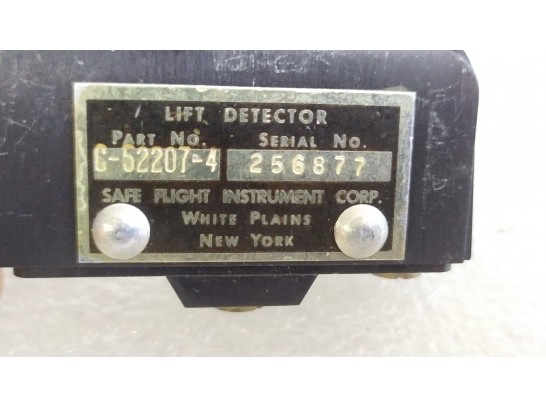 LIFT DETECTOR
PART NO. SERIAL NO.
C-52207-4 256877
SAFE FLIGHT INSTRUMENT CORP.
WHITE PLAINS
NEW YORK